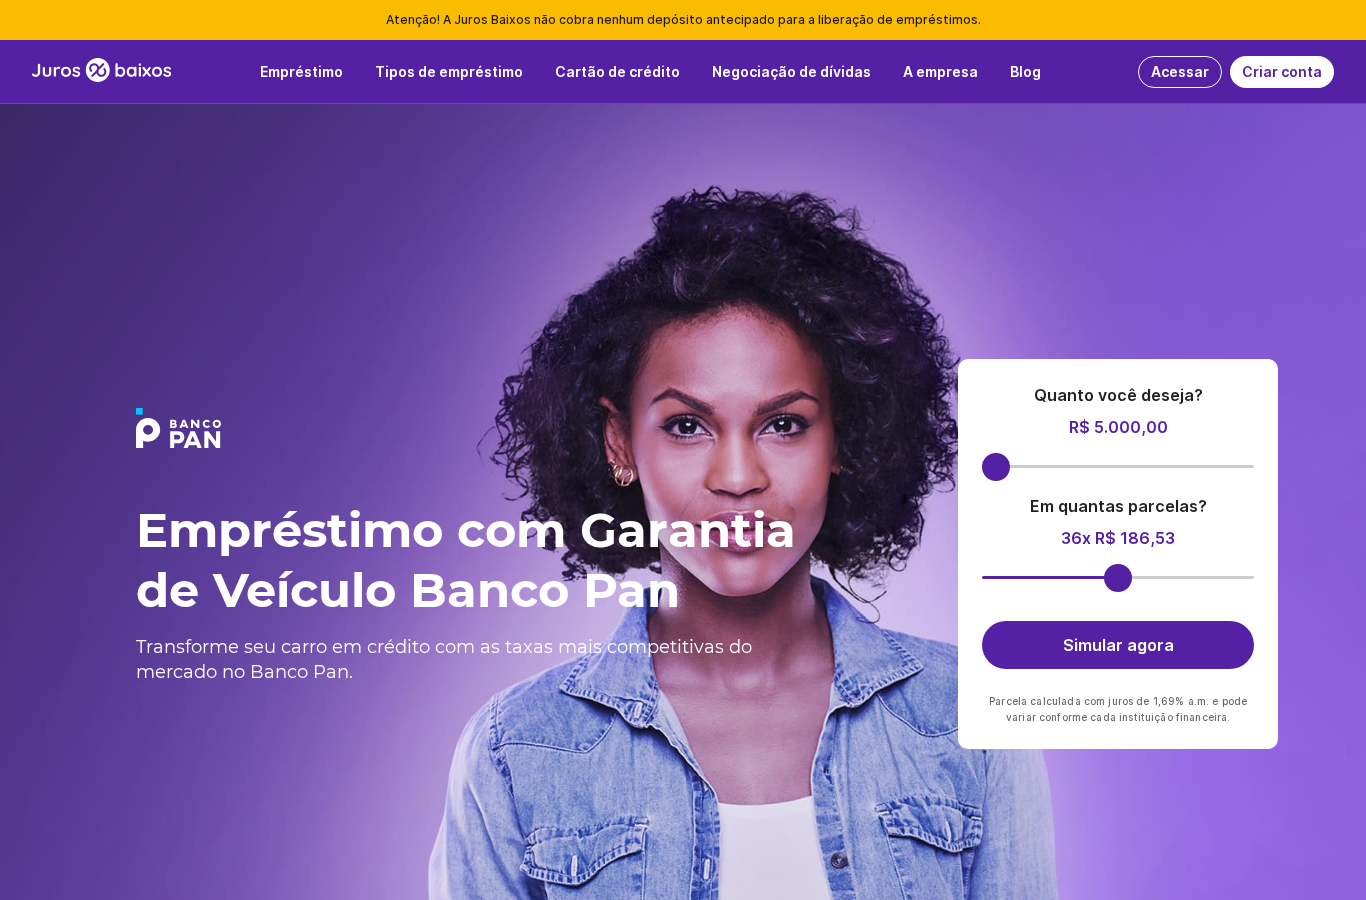 Atenção! A Juros Baixos não cobra nenhum depósito antecipado para a liberação de empréstimos.
Juros baixos
Empréstimo
Tipos de empréstimo
Cartão de crédito
Negociação de dívidas
A empresa
Blog
Acessar
Criar conta
BANCO
PAN
Empréstimo com Garantia
de Veículo Banco Pan
Transforme seu carro em crédito com as taxas mais competitivas do
mercado no Banco Pan.
Quanto você deseja?
R$ 5.000,00
Em quantas parcelas?
36x R$ 186,53
Simular agora
Parcela calculada com juros de 1,69% a.m. e pode
variar conforme cada instituição financeira.